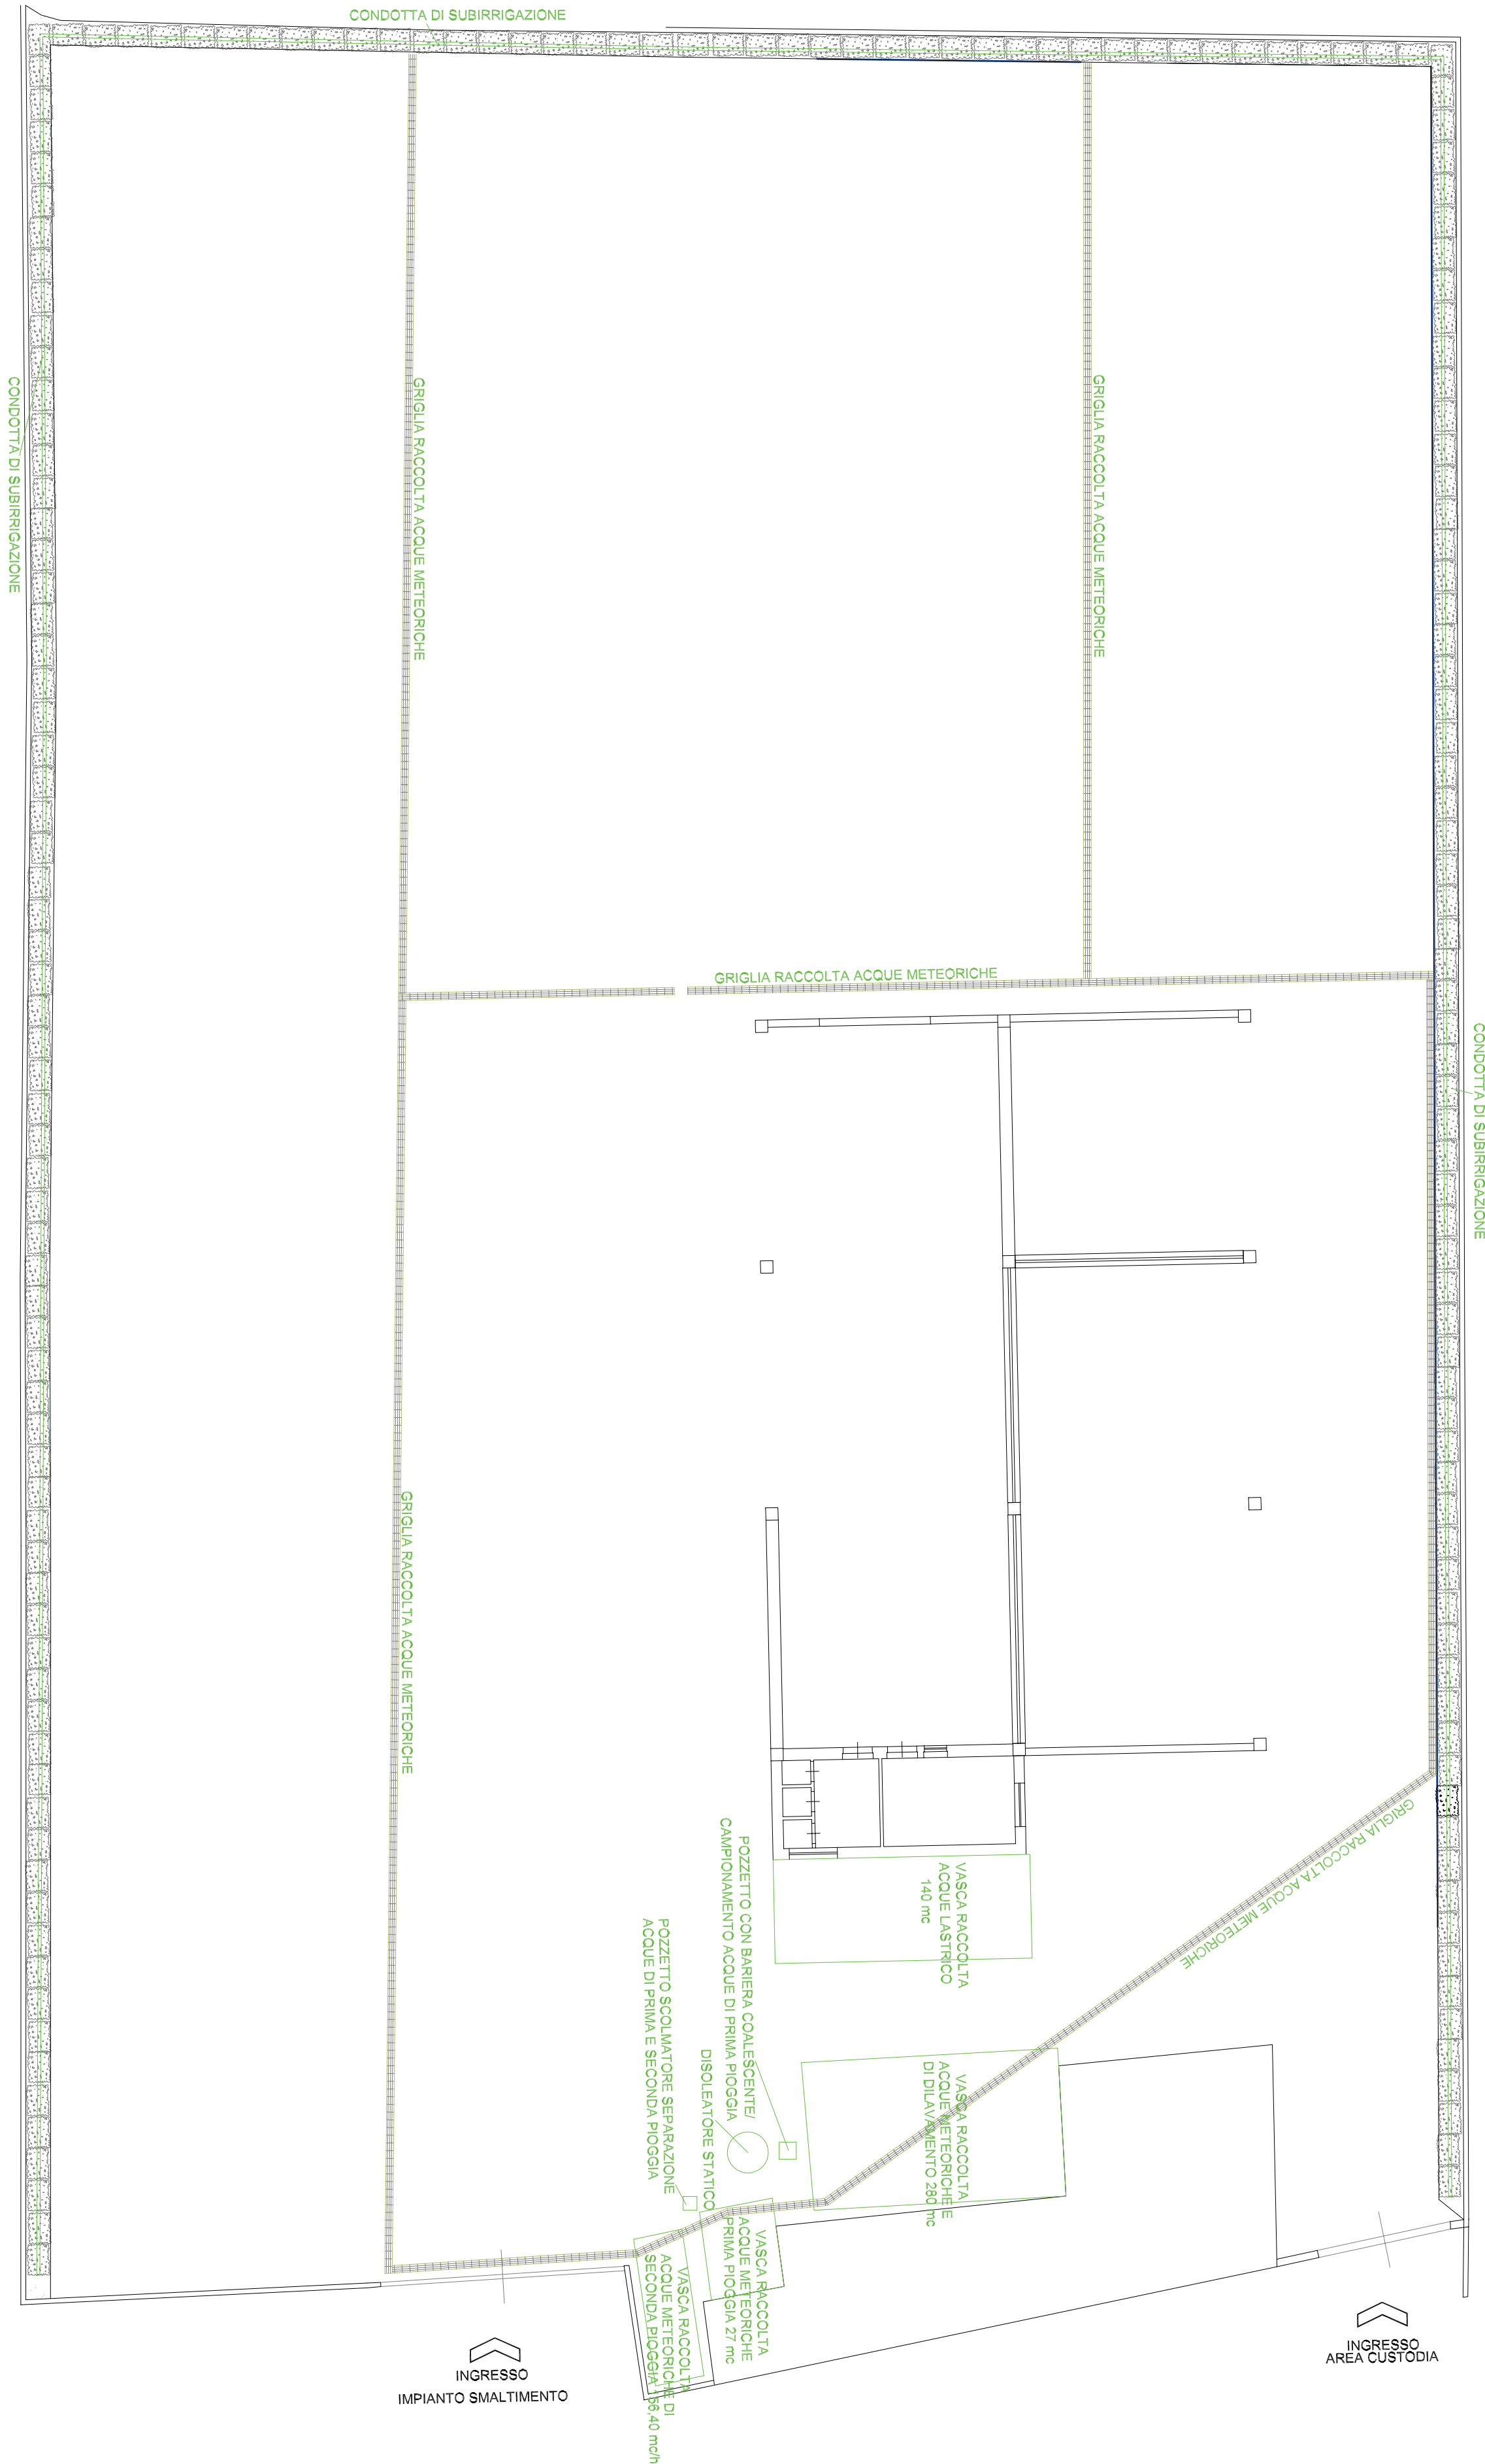 CONDOTTA DI SUBIRRIGAZIONE
CONDOTTA DI SUBIRRIGAZIONE
GRIGLIA RACCOLTA ACQUE METEORICHE
GRIGLIA RACCOLTA ACQUE METEORICHE
GRIGLIA RACCOLTA ACQUE METEORICHE
CONDOTTA DI SUBIRRIGAZIONE
GRIGLIA RACCOLTA ACQUE METEORICHE
GRIGLIA RACCOLTA ACQUE METEORICHE
VASCA RACCOLTA
ACQUE LASTRICO
140 mc
POZZETTO CON BARIERA COALESCENTE/
CAMPIONAMENTO ACQUE DI PRIMA PIOGGIA
POZZETTO SCOLMATORE SEPARAZIONE
ACQUE DI PRIMA E SECONDA PIOGGIA
DISOLEATORE STATICO
VASCA RACCOLTA
ACQUE METEORICHE E
DI DILAVAMENTO 280 mc
VASCA RACCOLTA
ACQUE METEORICHE
PRIMA PIOGGIA 27 mc
VASCA RACCOLTA
ACQUE METEORICHE DI
SECONDA PIOGGIA 56,40 mc/h
INGRESSO
IMPIANTO SMALTIMENTO
INGRESSO
AREA CUSTODIA